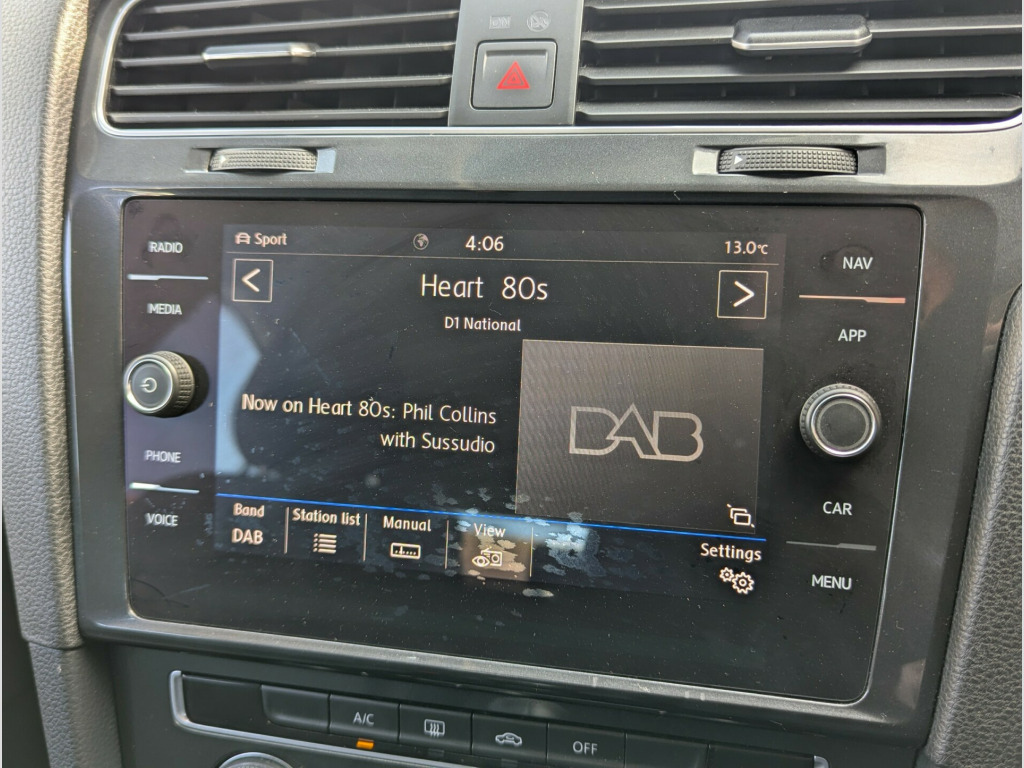 Sport
4:06
13.0°C
RADIO
NAV
Heart 80s
MEDIA
D1 National
APP
Now on Heart 80s: Phil Collins
with Sussudio
DAB
PHONE
CAR
VOICE
Band
DAB
Station list
Manual
View
Settings
MENU
A/C
OFF